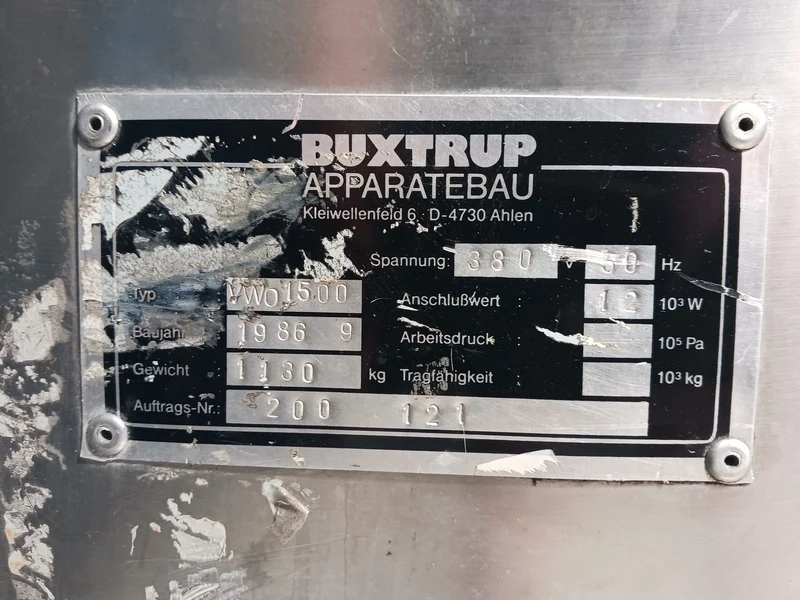 BUXTRUP
APPARATEBAU
Kleiwellenfeld 6 D-4730 Ahlen
Spannung: 380 V 50 Hz
Typ : VWO 1500 Anschlußwert : 12 10³ W
Baujahr : 1986 9 Arbeitsdruck : 10⁵ Pa
Gewicht : 1130 kg Tragfähigkeit : 10³ kg
Auftrags-Nr.: 200 121